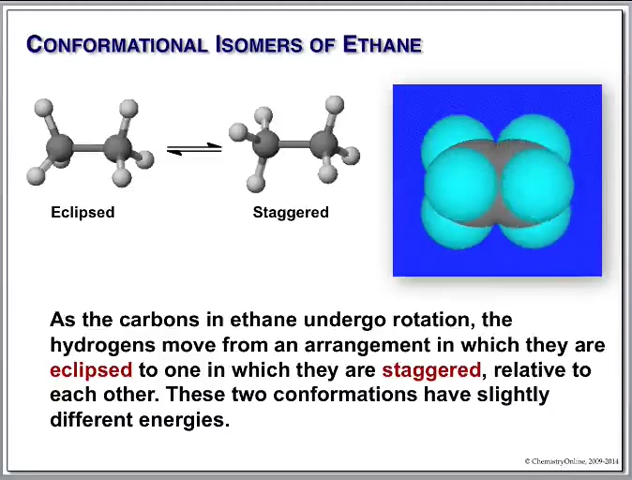 CONFORMATIONAL ISOMERS OF ETHANE
Eclipsed
Staggered
As the carbons in ethane undergo rotation, the
hydrogens move from an arrangement in which they are
eclipsed to one in which they are staggered, relative to
each other. These two conformations have slightly
different energies.
© ChemistryOnline, 2009-2014